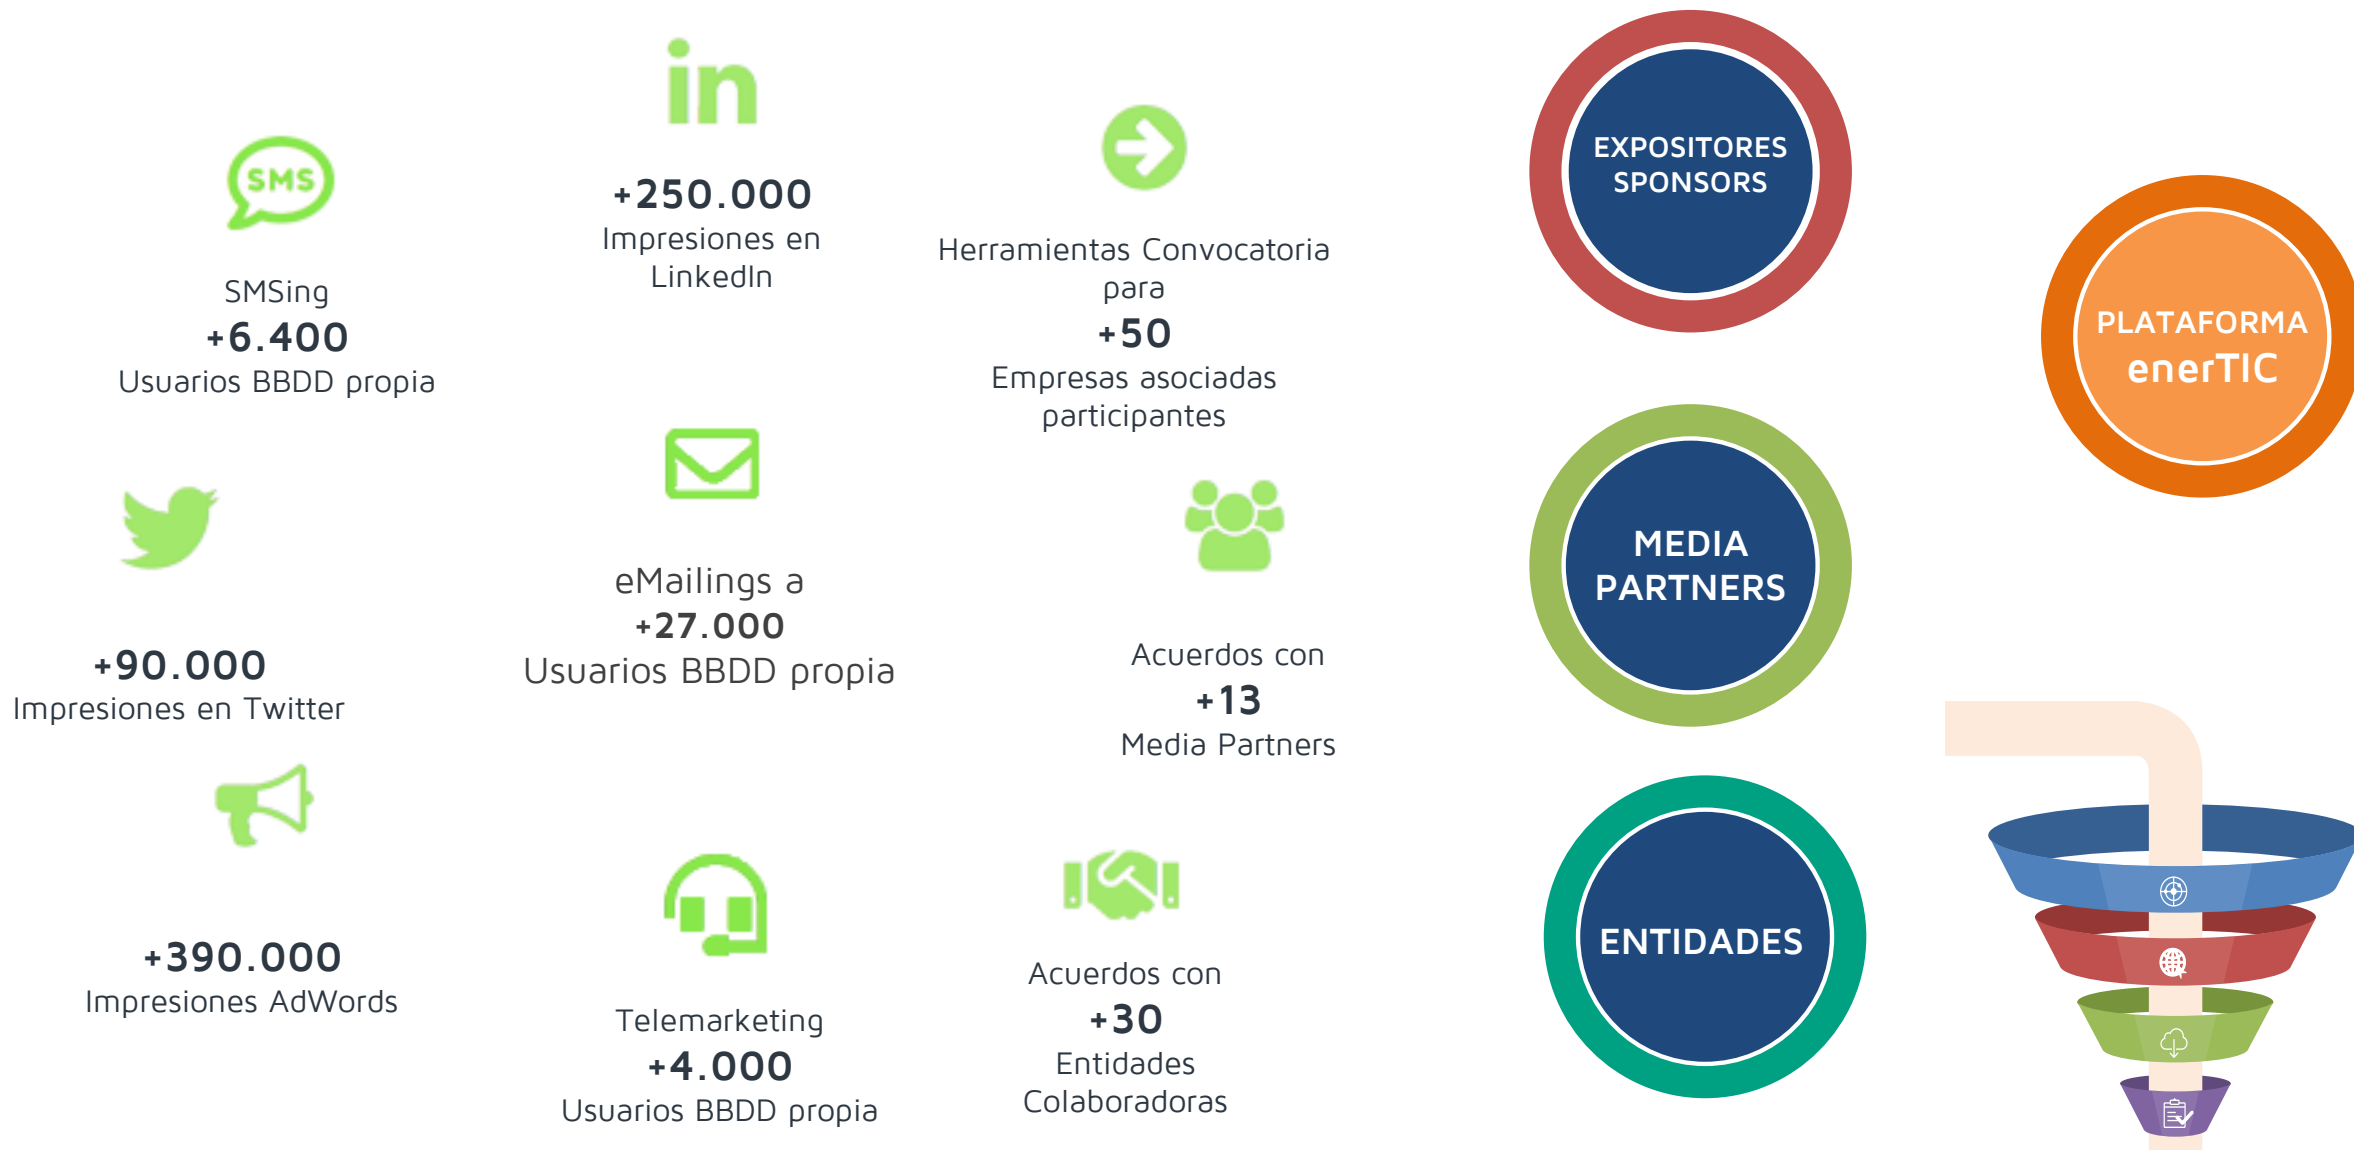 SMS
SMSing
+6.400
Usuarios BBDD propia
in
+250.000
Impresiones en
LinkedIn
Herramientas Convocatoria
para
+50
Empresas asociadas
participantes
+90.000
Impresiones en Twitter
eMailings a
+27.000
Usuarios BBDD propia
Acuerdos con
+13
Media Partners
+390.000
Impresiones AdWords
Telemarketing
+4.000
Usuarios BBDD propia
Acuerdos con
+30
Entidades
Colaboradoras
EXPOSITORES
SPONSORS
MEDIA
PARTNERS
ENTIDADES
PLATAFORMA
enerTIC